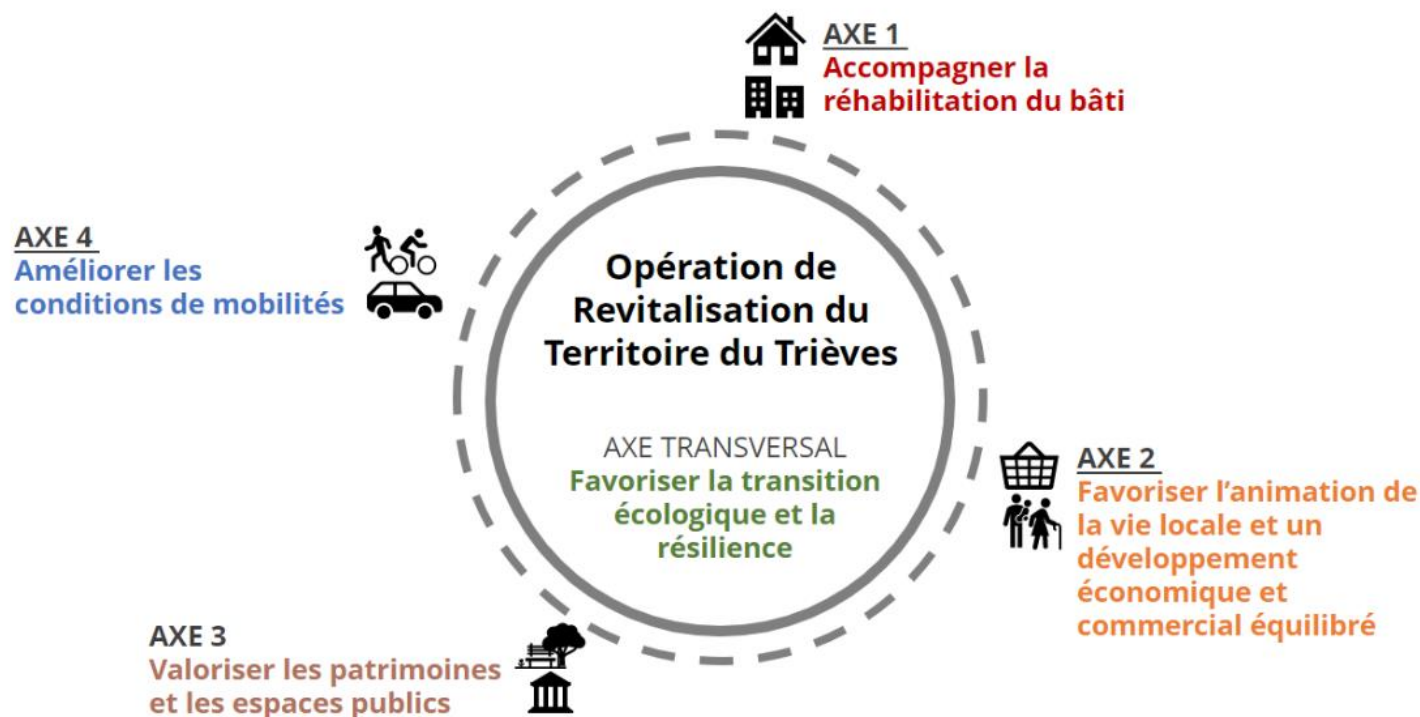 AXE 1
Accompagner la
réhabilitation du bâti
AXE 4
Améliorer les
conditions de mobilités
Opération de
Revitalisation du
Territoire du Trièves
AXE TRANSVERSAL
Favoriser la transition
écologique et la
résilience
AXE 2
Favoriser l’animation de
la vie locale et un
développement
économique et
commercial équilibré
AXE 3
Valoriser les patrimoines
et les espaces publics